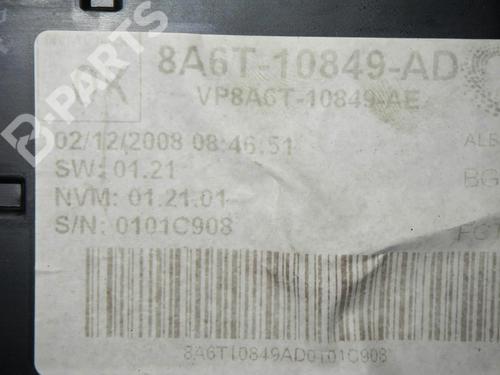 B-PARTS
8A6T-10849-AD
VP8A6T-10849-AE
02/12/2008 08:46:51
SW: 01.21
NVM: 01.21.01
S/N: 0101C908
8A6T10849AD0101C908